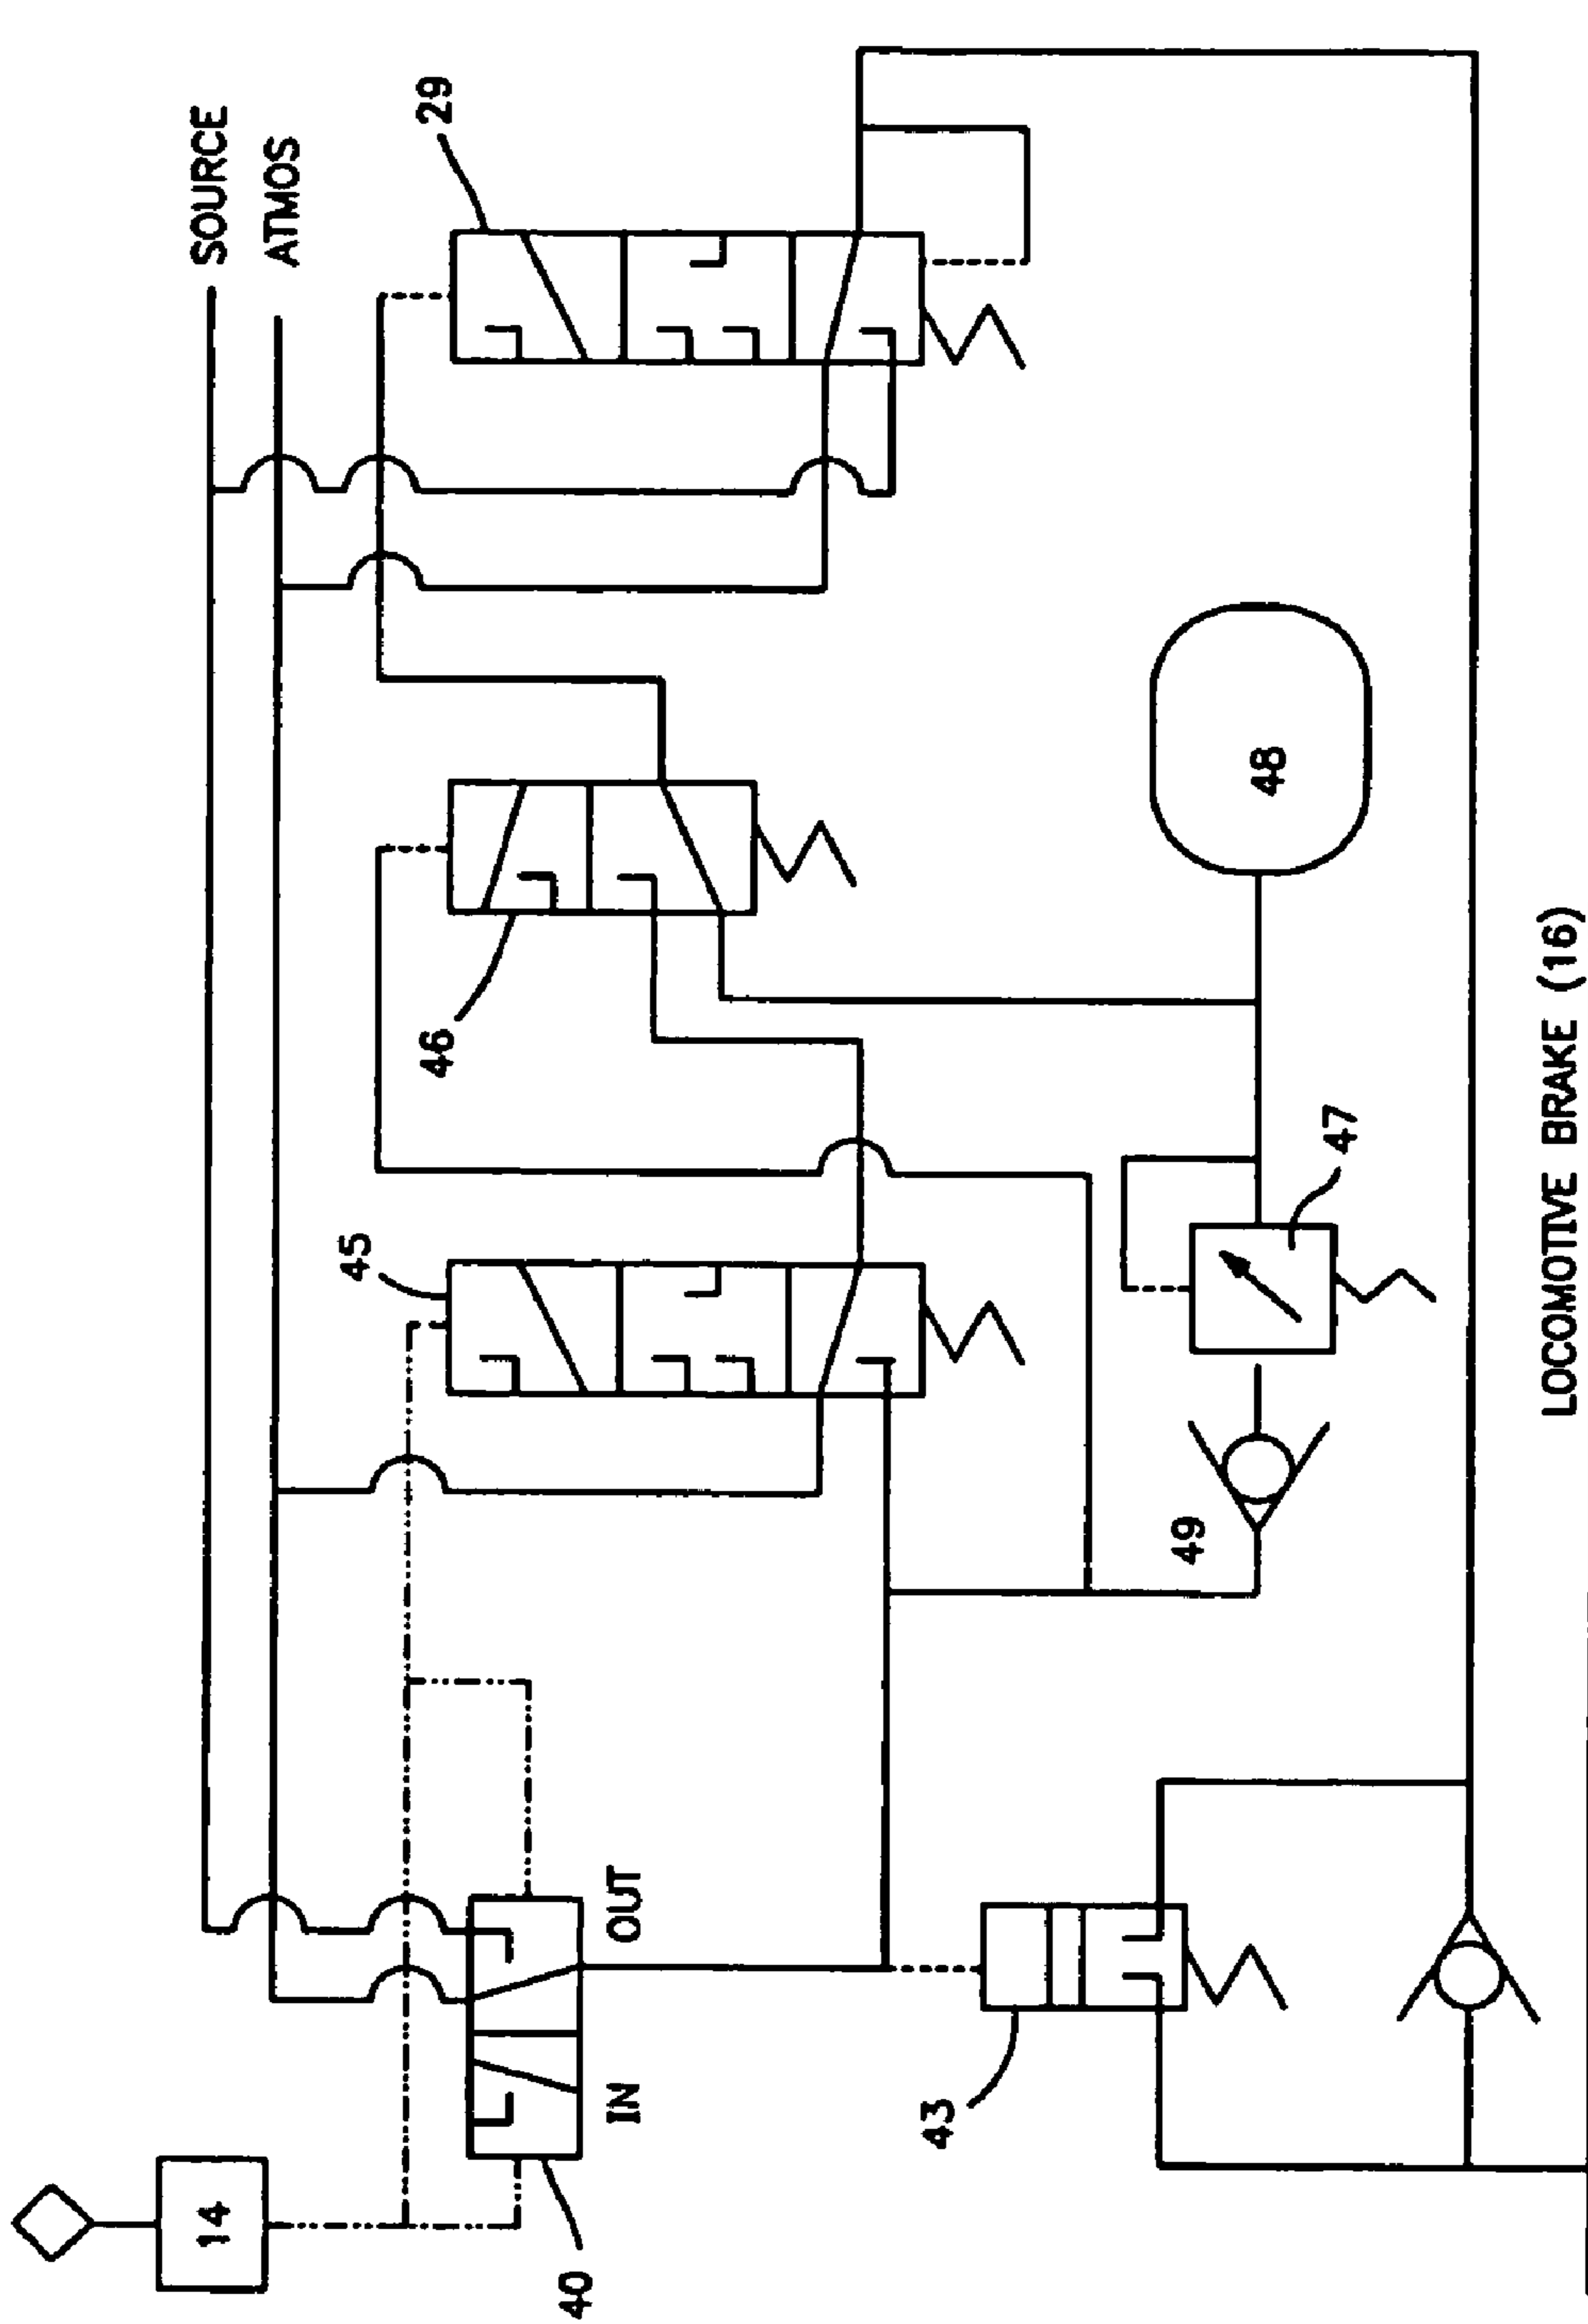 SOURCE
ATMOS
29
45
46
14
40
IN
OUT
43
49
47
48
LOCOMOTIVE BRAKE (16)